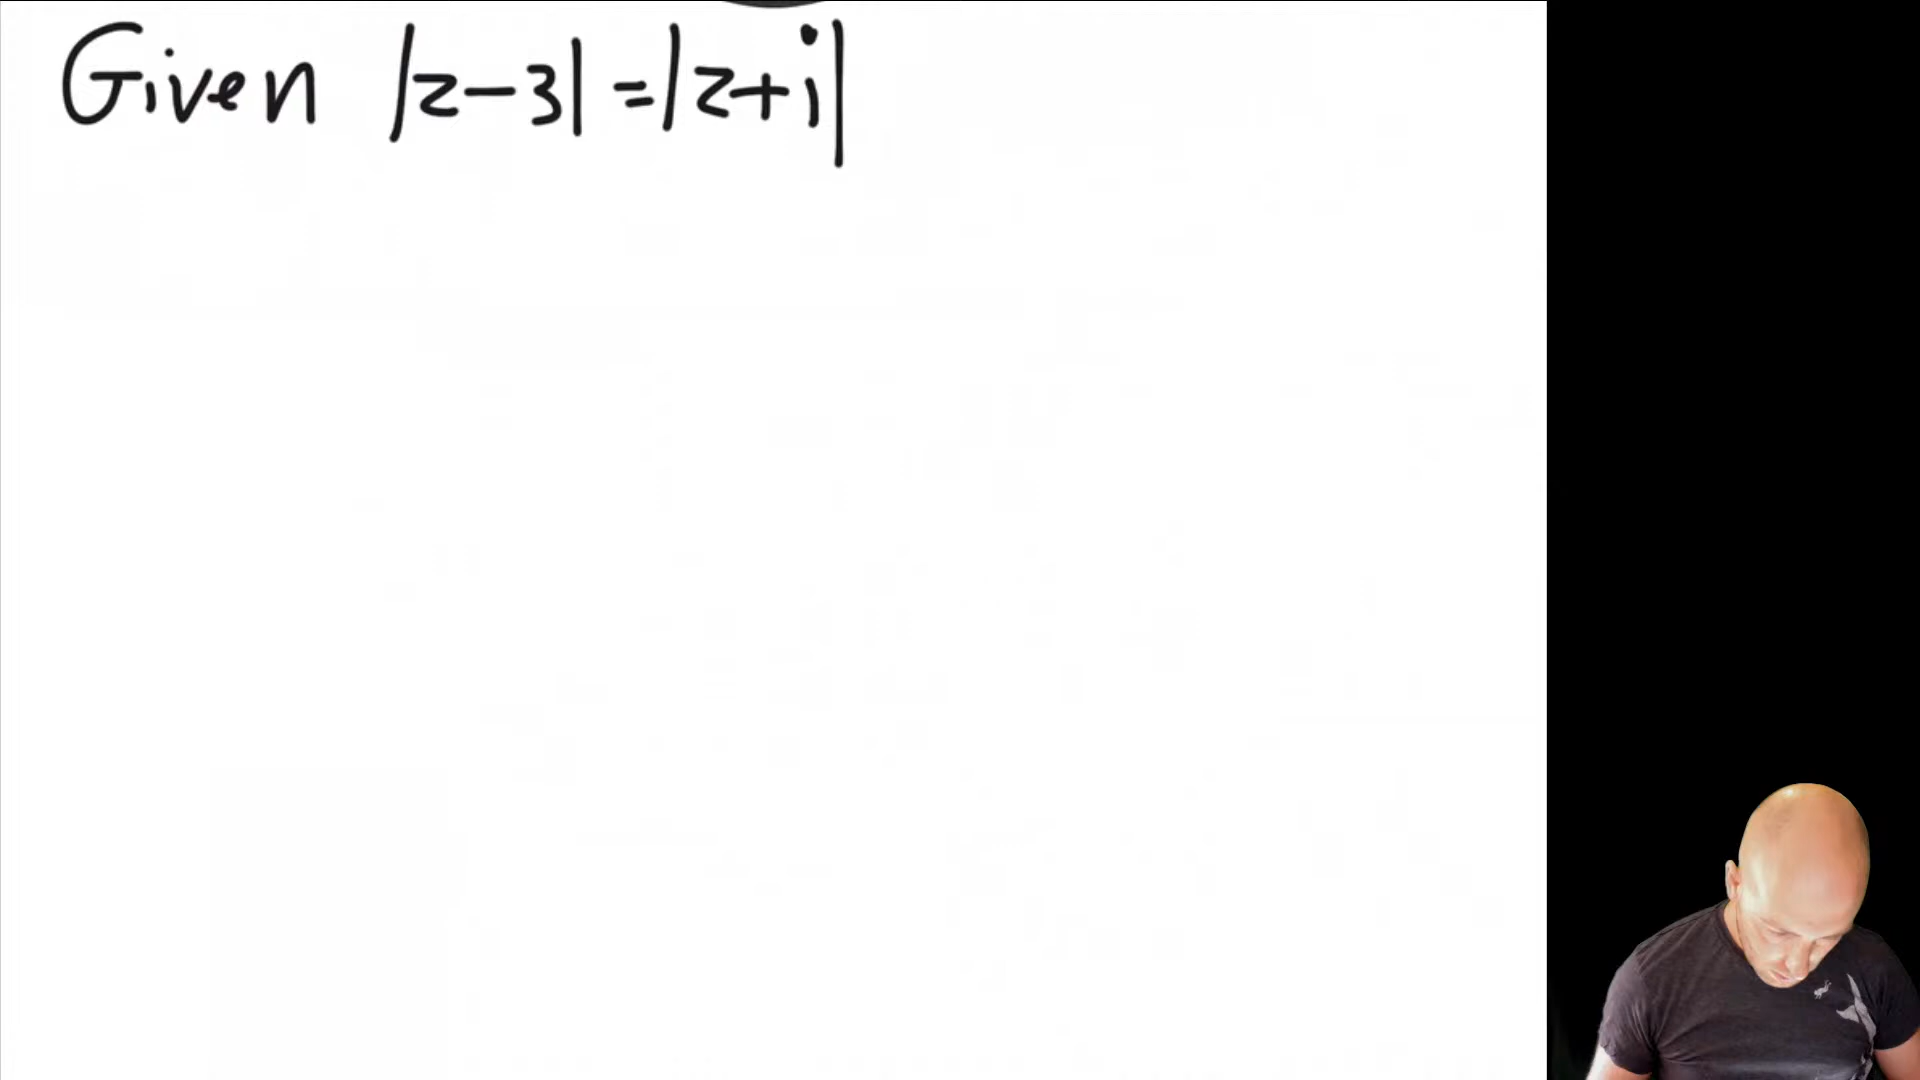 Given |z-3| = |z+i|